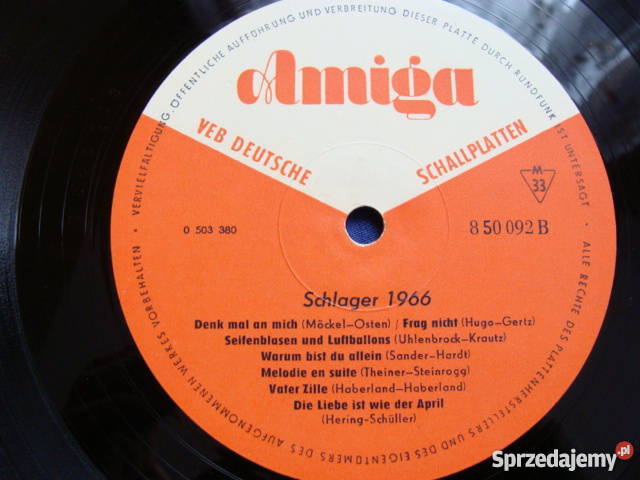 VERVIELFÄLTIGUNG, ÖFFENTLICHE AUFFÜHRUNG UND VERBREITUNG DIESER PLATTE DURCH RUNDFUNK IST UNTERSAGT • ALLE RECHTE DES PLATTENHERSTELLERS UND DES EIGENTÜMERS DES AUFGENOMMENEN WERKES VORBEHALTEN •
Amiga
VEB DEUTSCHE SCHALLPLATTEN
M
33
0 503 380
8 50 092 B
Schlager 1966
Denk mal an mich (Möckel–Osten) / Frag nicht (Hugo–Gertz)
Seifenblasen und Luftballons (Uhlenbrock–Krautz)
Warum bist du allein (Sander–Hardt)
Melodie en suite (Theiner–Steinrogg)
Vater Zille (Haberland–Haberland)
Die Liebe ist wie der April
(Hering–Schüller)
Sprzedajemy.pl